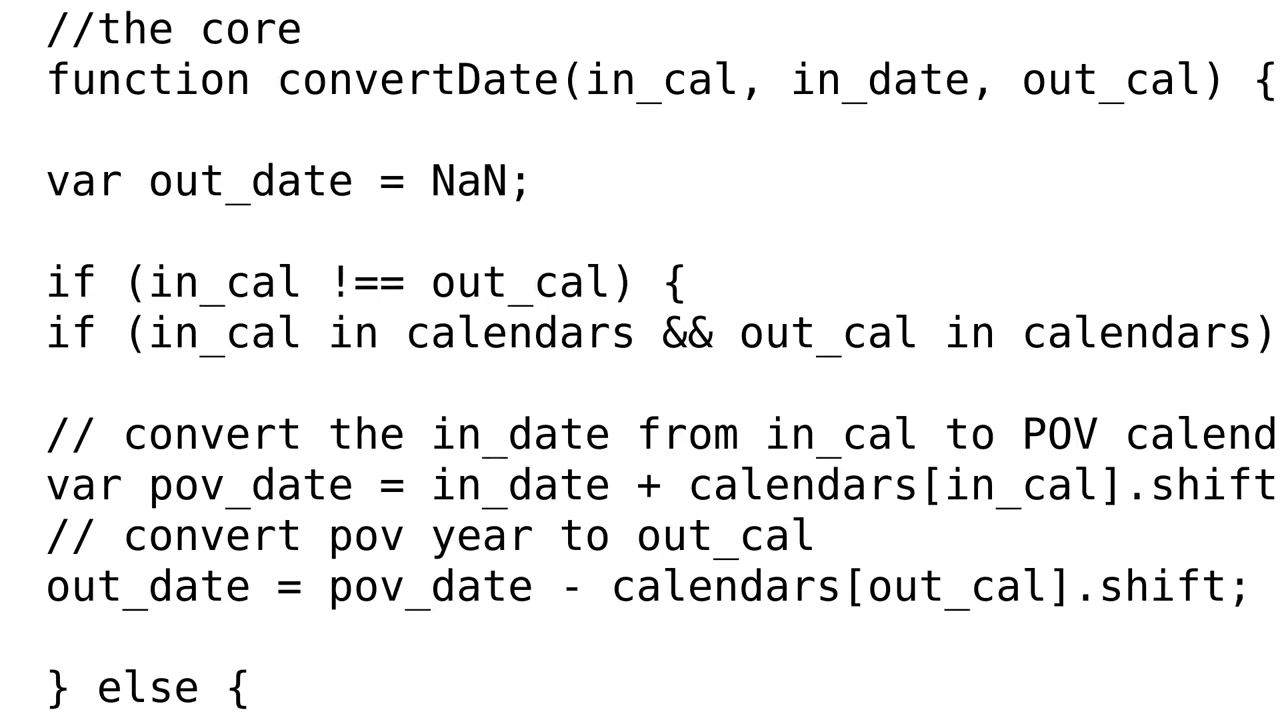 //the core
function convertDate(in_cal, in_date, out_cal) {
var out_date = NaN;
if (in_cal !== out_cal) {
if (in_cal in calendars && out_cal in calendars)
// convert the in_date from in_cal to POV calend
var pov_date = in_date + calendars[in_cal].shift
// convert pov year to out_cal
out_date = pov_date - calendars[out_cal].shift;
} else {